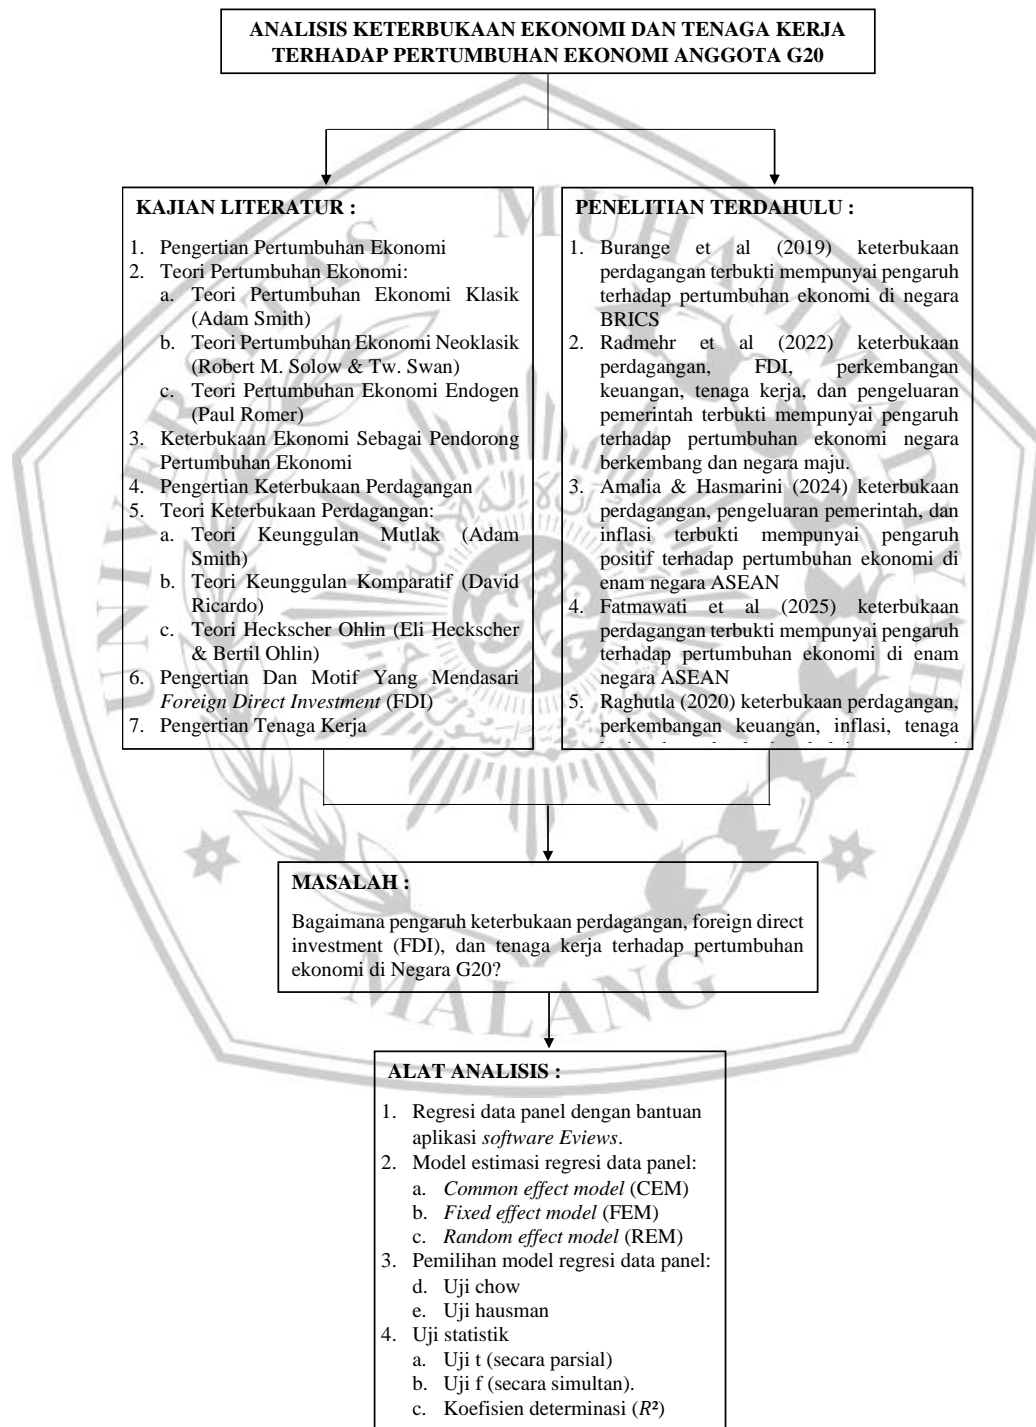 ANALISIS KETERBUKAAN EKONOMI DAN TENAGA KERJA
TERHADAP PERTUMBUHAN EKONOMI ANGGOTA G20
KAJIAN LITERATUR :
1. Pengertian Pertumbuhan Ekonomi
2. Teori Pertumbuhan Ekonomi:
a. Teori Pertumbuhan Ekonomi Klasik
(Adam Smith)
b. Teori Pertumbuhan Ekonomi Neoklasik
(Robert M. Solow & Tw. Swan)
c. Teori Pertumbuhan Ekonomi Endogen
(Paul Romer)
3. Keterbukaan Ekonomi Sebagai Pendorong
Pertumbuhan Ekonomi
4. Pengertian Keterbukaan Perdagangan
5. Teori Keterbukaan Perdagangan:
a. Teori Keunggulan Mutlak (Adam
Smith)
b. Teori Keunggulan Komparatif (David
Ricardo)
c. Teori Heckscher Ohlin (Eli Heckscher
& Bertil Ohlin)
6. Pengertian Dan Motif Yang Mendasari
Foreign Direct Investment (FDI)
7. Pengertian Tenaga Kerja
PENELITIAN TERDAHULU :
1. Burange et al (2019) keterbukaan
perdagangan terbukti mempunyai pengaruh
terhadap pertumbuhan ekonomi di negara
BRICS
2. Radmehr et al (2022) keterbukaan
perdagangan, FDI, perkembangan
keuangan, tenaga kerja, dan pengeluaran
pemerintah terbukti mempunyai pengaruh
terhadap pertumbuhan ekonomi negara
berkembang dan negara maju.
3. Amalia & Hasmarini (2024) keterbukaan
perdagangan, pengeluaran pemerintah, dan
inflasi terbukti mempunyai pengaruh
positif terhadap pertumbuhan ekonomi di
enam negara ASEAN
4. Fatmawati et al (2025) keterbukaan
perdagangan terbukti mempunyai pengaruh
terhadap pertumbuhan ekonomi di enam
negara ASEAN
5. Raghutla (2020) keterbukaan perdagangan,
perkembangan keuangan, inflasi, tenaga
MASALAH :
Bagaimana pengaruh keterbukaan perdagangan, foreign direct
investment (FDI), dan tenaga kerja terhadap pertumbuhan
ekonomi di Negara G20?
ALAT ANALISIS :
1. Regresi data panel dengan bantuan
aplikasi software Eviews.
2. Model estimasi regresi data panel:
a. Common effect model (CEM)
b. Fixed effect model (FEM)
c. Random effect model (REM)
3. Pemilihan model regresi data panel:
d. Uji chow
e. Uji hausman
4. Uji statistik
a. Uji t (secara parsial)
b. Uji f (secara simultan).
c. Koefisien determinasi (R²)
UNIVERSITAS MUHAMMADIYAH
MALANG